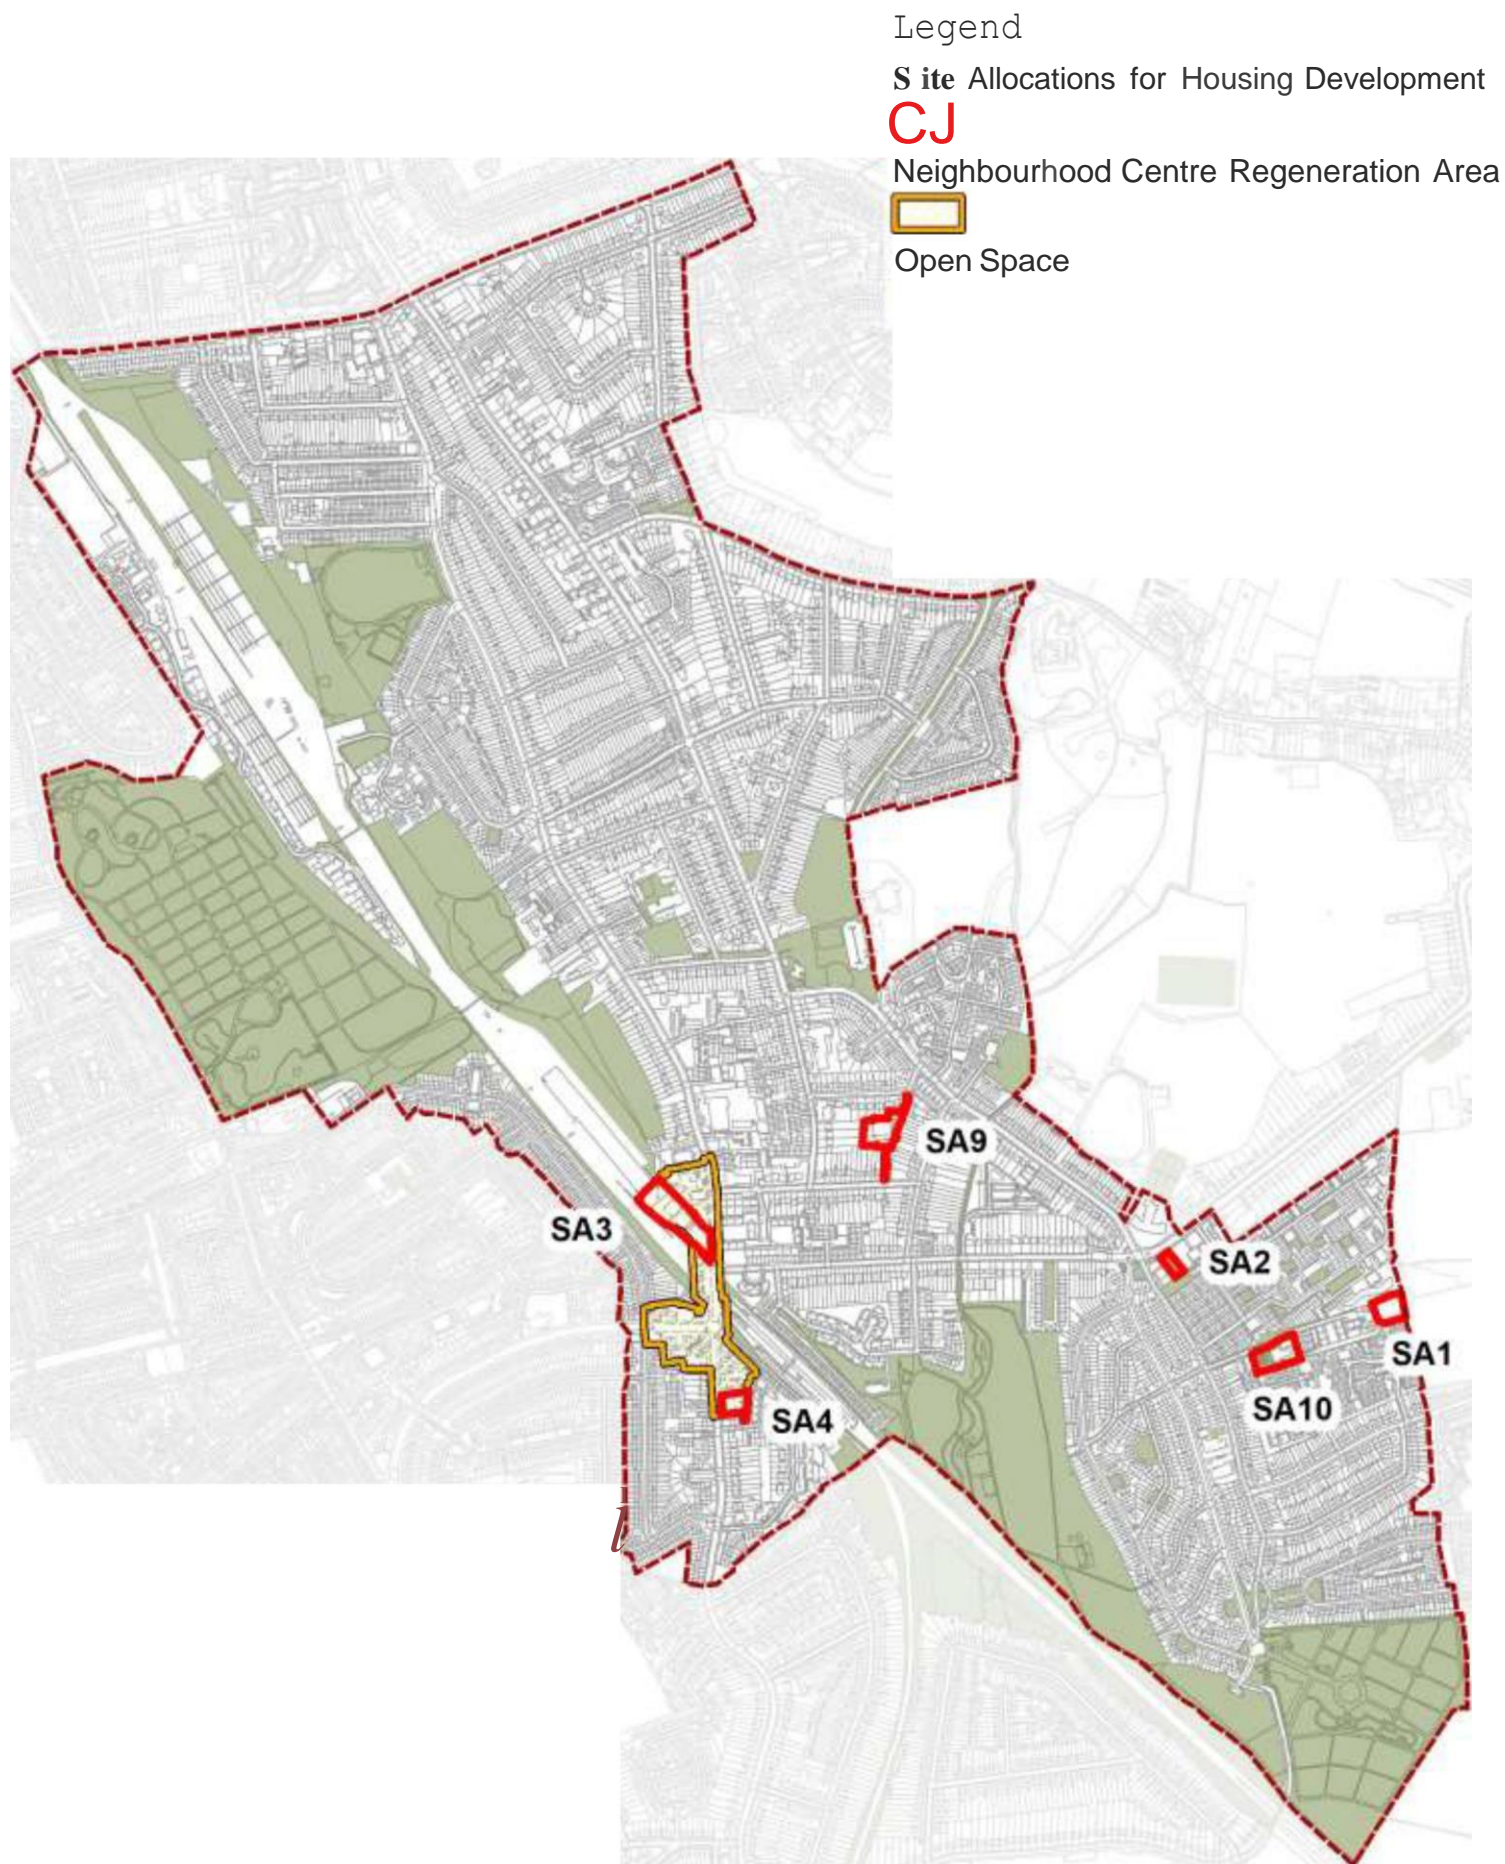 Legend
S ite Allocations for Housing Development
CJ
Neighbourhood Centre Regeneration Area
Open Space
SA9
SA3
SA2
SA1
SA10
SA4
l